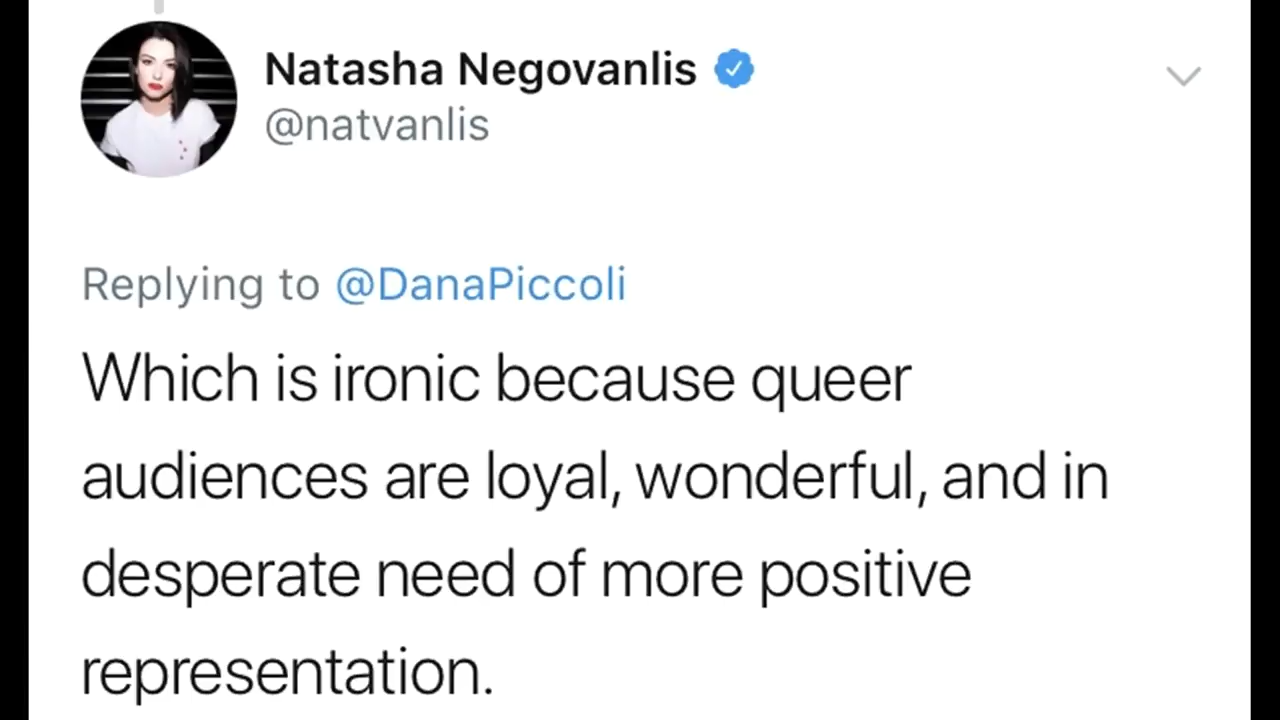 Natasha Negovanlis
@natvanlis
Replying to @DanaPiccoli
Which is ironic because queer
audiences are loyal, wonderful, and in
desperate need of more positive
representation.